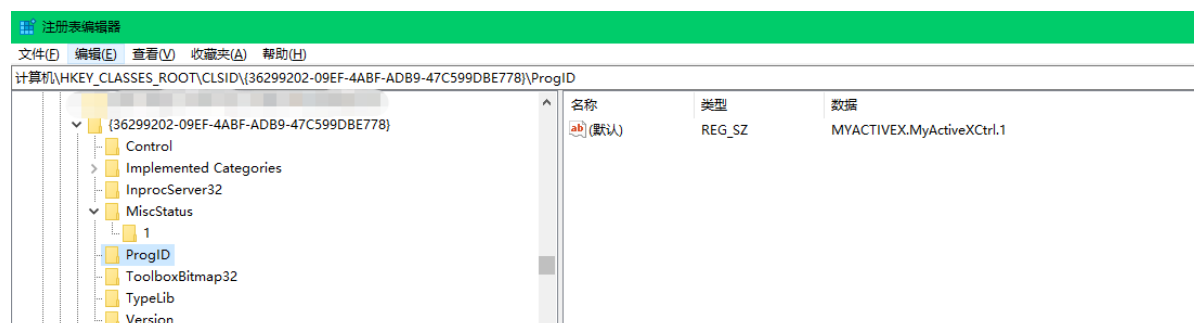 注册表编辑器
文件(F) 编辑(E) 查看(V) 收藏夹(A) 帮助(H)
计算机\HKEY_CLASSES_ROOT\CLSID\{36299202-09EF-4ABF-ADB9-47C599DBE778}\ProgID
{36299202-09EF-4ABF-ADB9-47C599DBE778}
Control
Implemented Categories
InprocServer32
MiscStatus
1
ProgID
ToolboxBitmap32
TypeLib
Version
名称 类型 数据
ab (默认) REG_SZ MYACTIVEX.MyActiveXCtrl.1